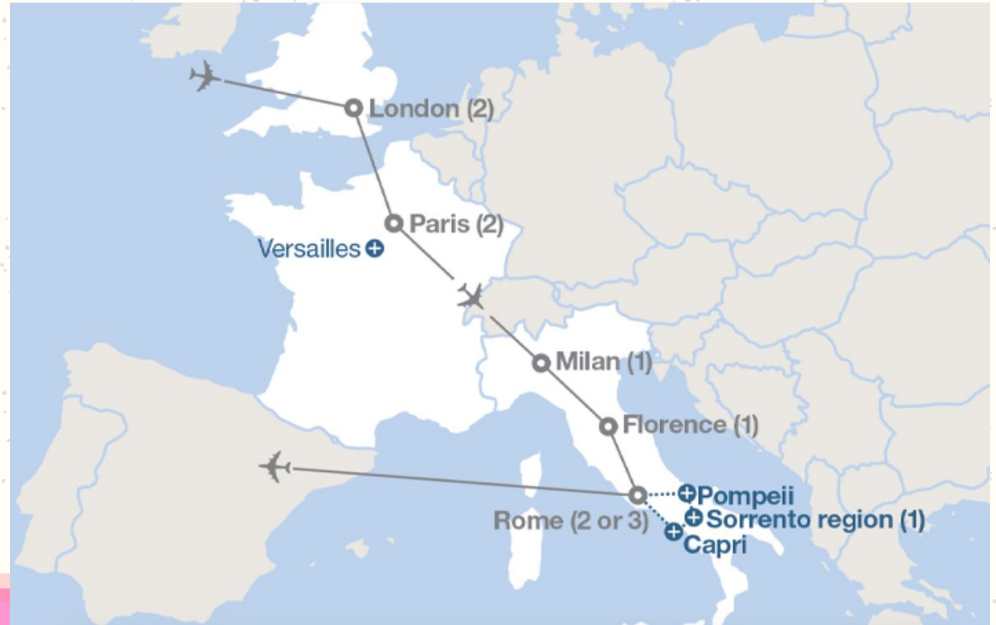 London (2)
Paris (2)
Versailles
Milan (1)
Florence (1)
Rome (2 or 3)
Pompeii
Sorrento region (1)
Capri